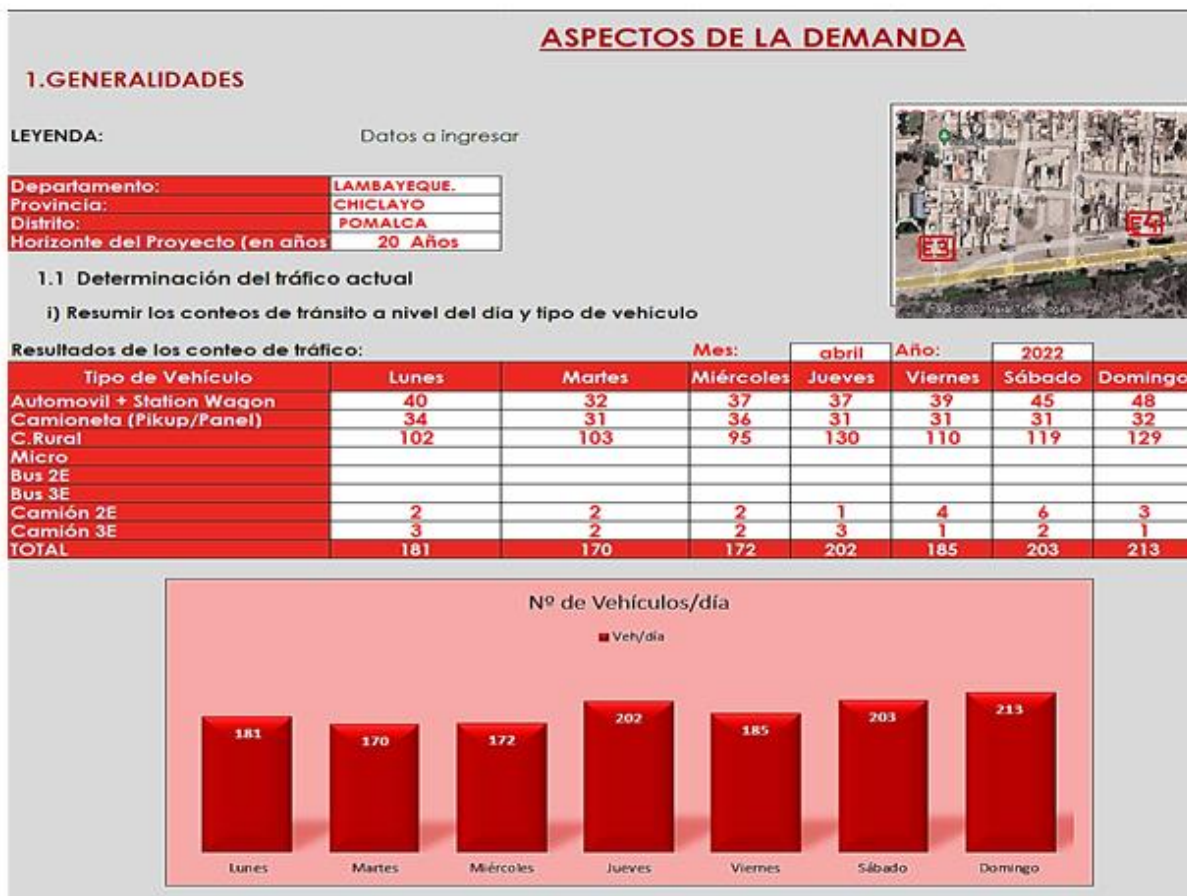 ASPECTOS DE LA DEMANDA
1.GENERALIDADES
LEYENDA: Datos a ingresar
Departamento: LAMBAYEQUE.
Provincia: CHICLAYO
Distrito: POMALCA
Horizonte del Proyecto (en años 20 Años
E3
E4
1.1 Determinación del tráfico actual
i) Resumir los conteos de tránsito a nivel del día y tipo de vehiculo
Resultados de los conteo de tráfico: Mes: abril Año: 2022
Tipo de Vehículo Lunes Martes Miércoles Jueves Viernes Sábado Domingo
Automovil + Station Wagon 40 32 37 37 39 45 48
Camioneta (Pikup/Panel) 34 31 36 31 31 31 32
C.Rural 102 103 95 130 110 119 129
Micro
Bus 2E
Bus 3E
Camión 2E 2 2 2 1 4 6 3
Camión 3E 3 2 2 3 1 2 1
TOTAL 181 170 172 202 185 203 213
Nº de Vehículos/día
Veh/día
181 170 172 202 185 203 213
Lunes Martes Miércoles Jueves Viernes Sábado Domingo